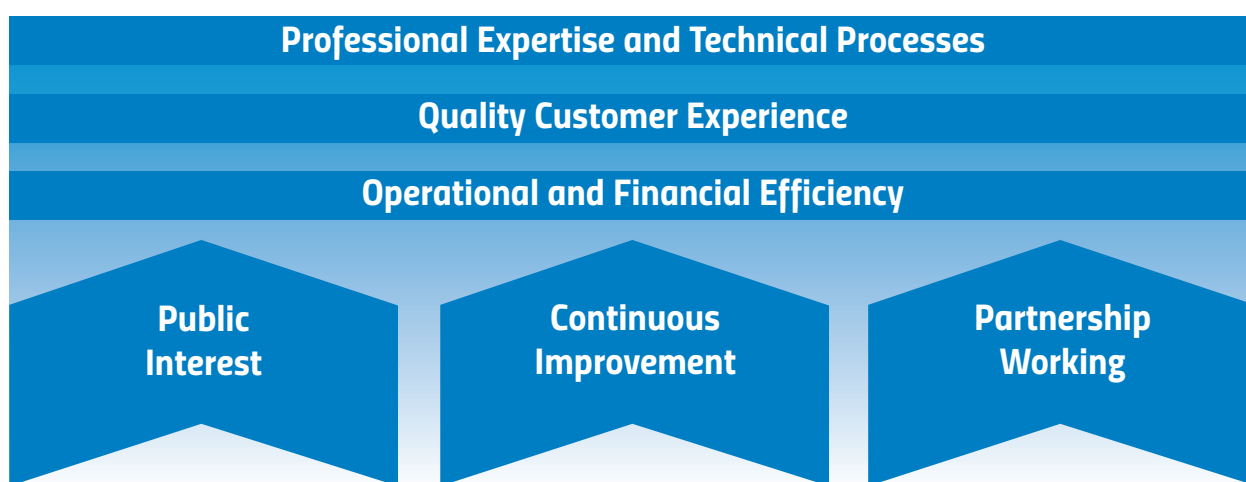 Professional Expertise and Technical Processes
Quality Customer Experience
Operational and Financial Efficiency
Public
Interest
Continuous
Improvement
Partnership
Working